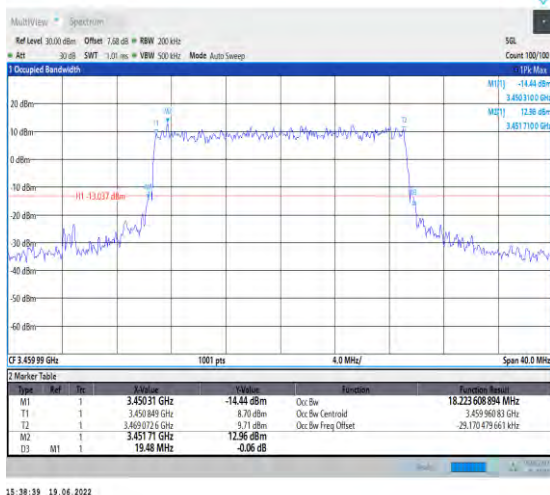 MultiView Spectrum
Ref Level 30.00 dBm Offset 7.68 dB RBW 200 kHz SGL
Att 30 dB SWT 1.01 ms VBW 500 kHz Mode Auto Sweep Count 100/100
1 Occupied Bandwidth 1Pk Max
M1[1] -14.44 dBm
3.450 3100 GHz
M2[1] 12.96 dBm
3.451 7100 GHz
20 dBm
M2
T1 T2
10 dBm
0 dBm
-10 dBm
H1 -13.037 dBm
-20 dBm
-30 dBm
-40 dBm
-50 dBm
-60 dBm
CF 3.459 99 GHz 1001 pts 4.0 MHz/ Span 40.0 MHz
2 Marker Table
Type Ref Trc X-Value Y-Value Function Function Result
M1 1 3.450 31 GHz -14.44 dBm Occ Bw 18.223 608 894 MHz
T1 1 3.450 849 GHz 8.70 dBm Occ Bw Centroid 3.459 960 83 GHz
T2 1 3.469 072 6 GHz 9.71 dBm Occ Bw Freq Offset -29.170 479 661 kHz
M2 1 3.451 71 GHz 12.96 dBm
D3 M1 1 19.48 MHz -0.06 dB
15:38:39 19.06.2022